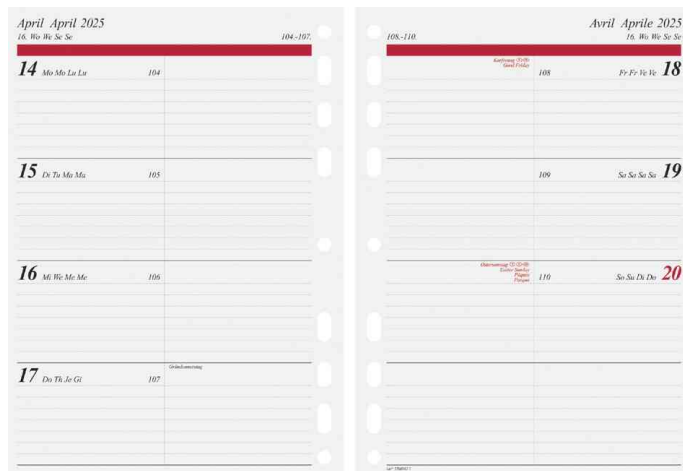 April April 2025
16. Wo We Se Se
104.-107.
14 Mo Mo Lu Lu 104
15 Di Tu Ma Ma 105
16 Mi We Me Me 106
17 Do Th Je Gi 107
Gründonnerstag
Avril Aprile 2025
108.-110.
16. Wo We Se Se
Karfreitag (D)
Good Friday
108 Fr Fr Ve Ve 18
109 Sa Sa Sa Sa 19
Easter Sunday
Pâques
Pasqua
110 So Su Di Do 20